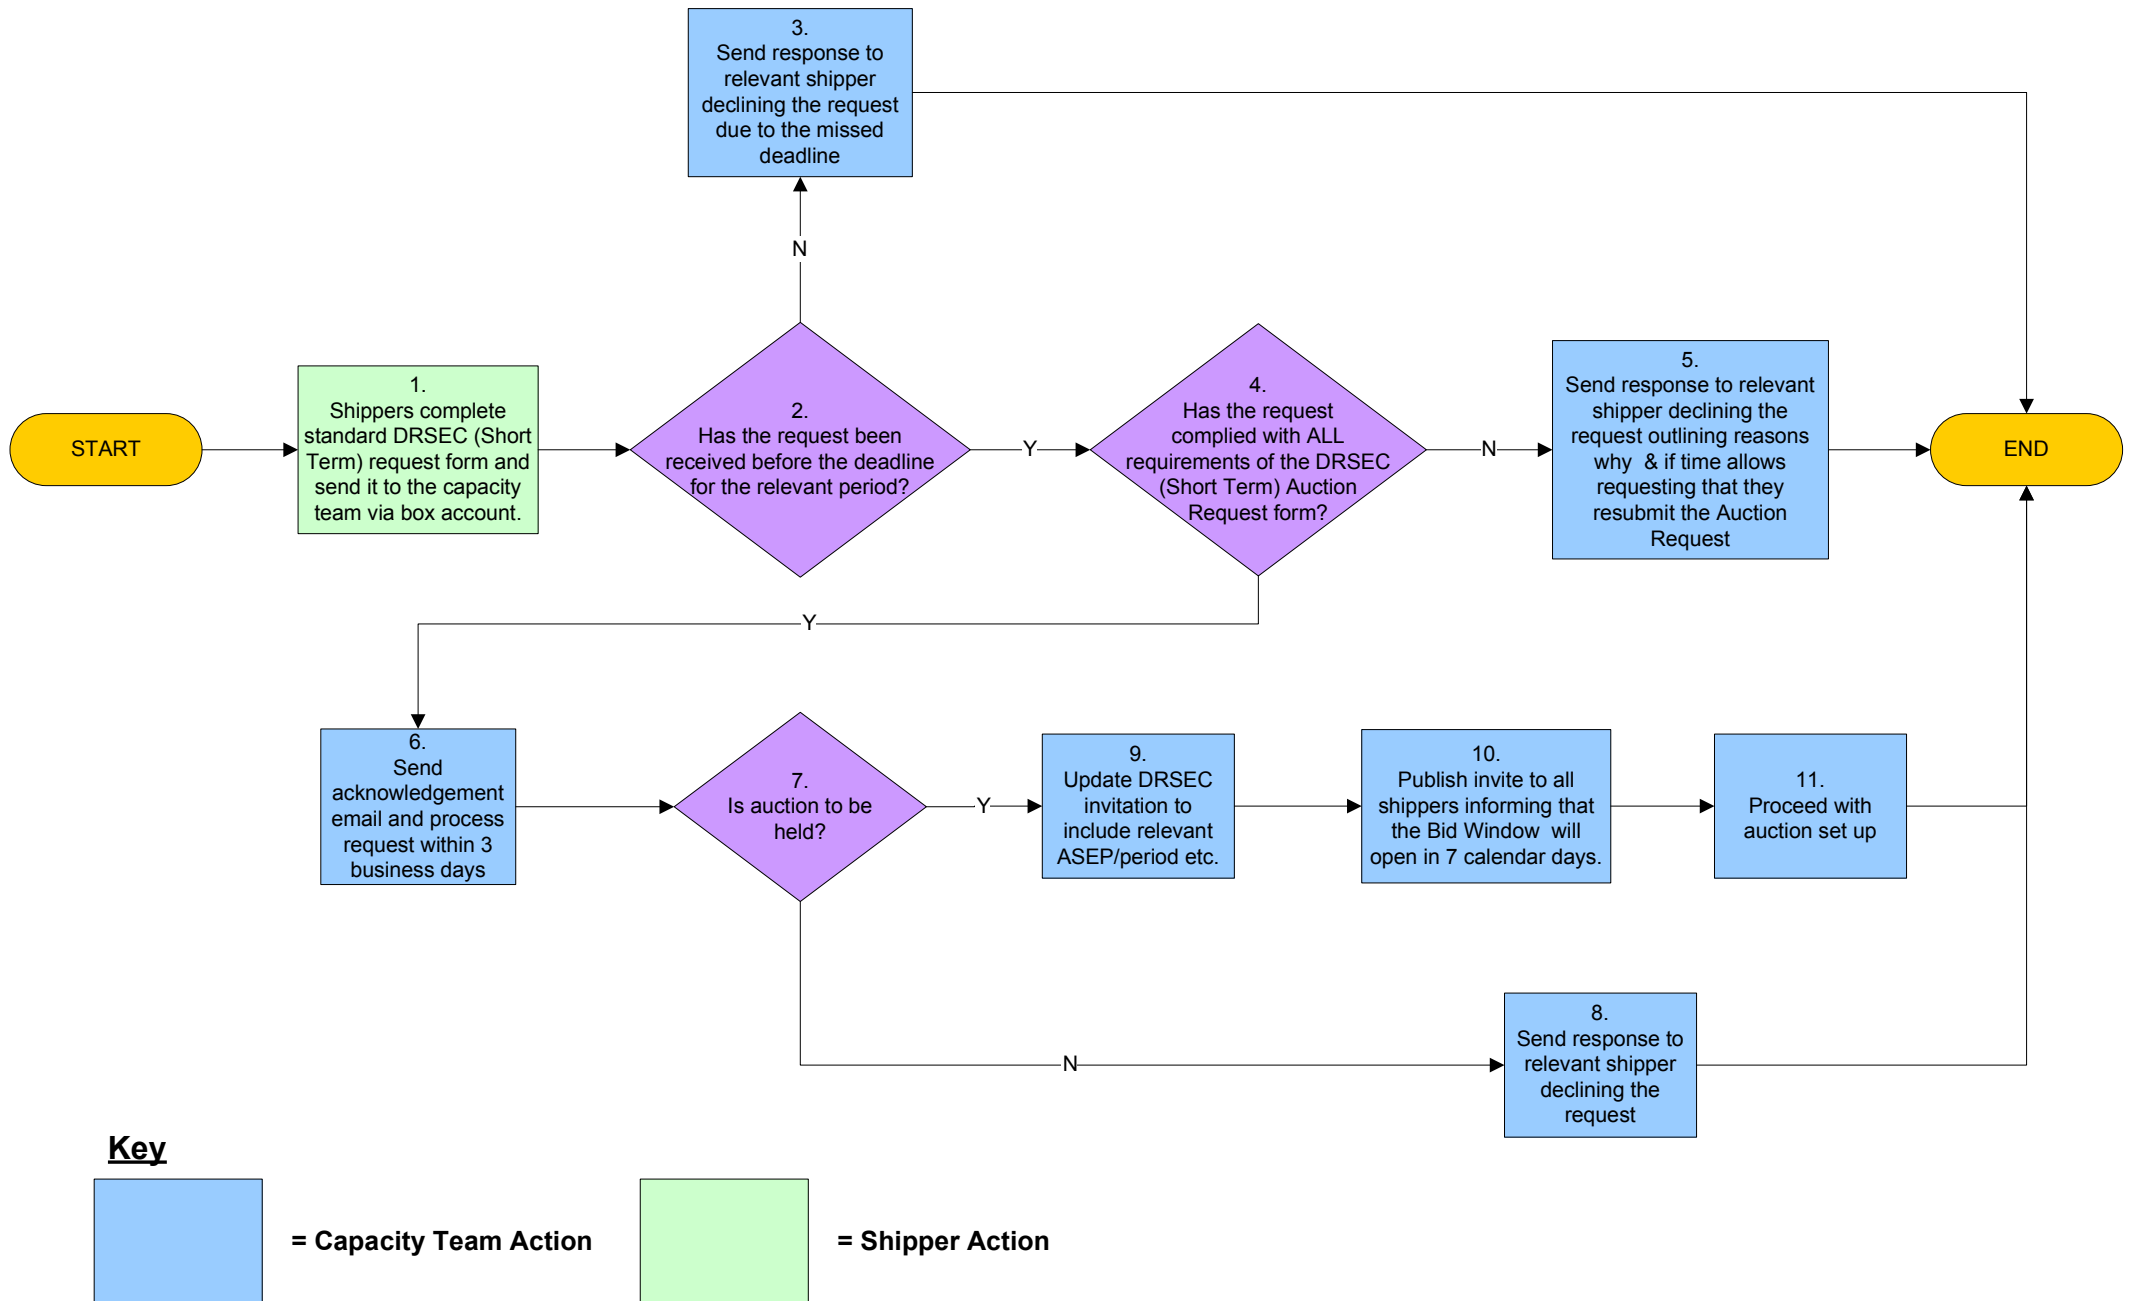 3.
Send response to
relevant shipper
declining the request
due to the missed
deadline
N
START
1.
Shippers complete
standard DRSEC (Short
Term) request form and
send it to the capacity
team via box account.
2.
Has the request been
received before the deadline
for the relevant period?
Y
4.
Has the request
complied with ALL
requirements of the DRSEC
(Short Term) Auction
Request form?
N
5.
Send response to relevant
shipper declining the
request outlining reasons
why & if time allows
requesting that they
resubmit the Auction
Request
END
Y
6.
Send
acknowledgement
email and process
request within 3
business days
7.
Is auction to be
held?
Y
9.
Update DRSEC
invitation to
include relevant
ASEP/period etc.
10.
Publish invite to all
shippers informing that
the Bid Window will
open in 7 calendar days.
11.
Proceed with
auction set up
N
8.
Send response to
relevant shipper
declining the
request
Key
= Capacity Team Action
= Shipper Action